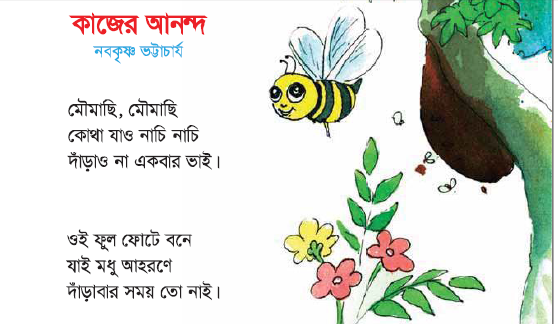 কাজের আনন্দ
নবকৃষ্ণ ভট্টাচার্য
মৌমাছি, মৌমাছি
কোথা যাও নাচি নাচি
দাঁড়াও না একবার ভাই।
ওই ফুল ফোটে বনে
যাই মধু আহরণে
দাঁড়াবার সময় তো নাই।